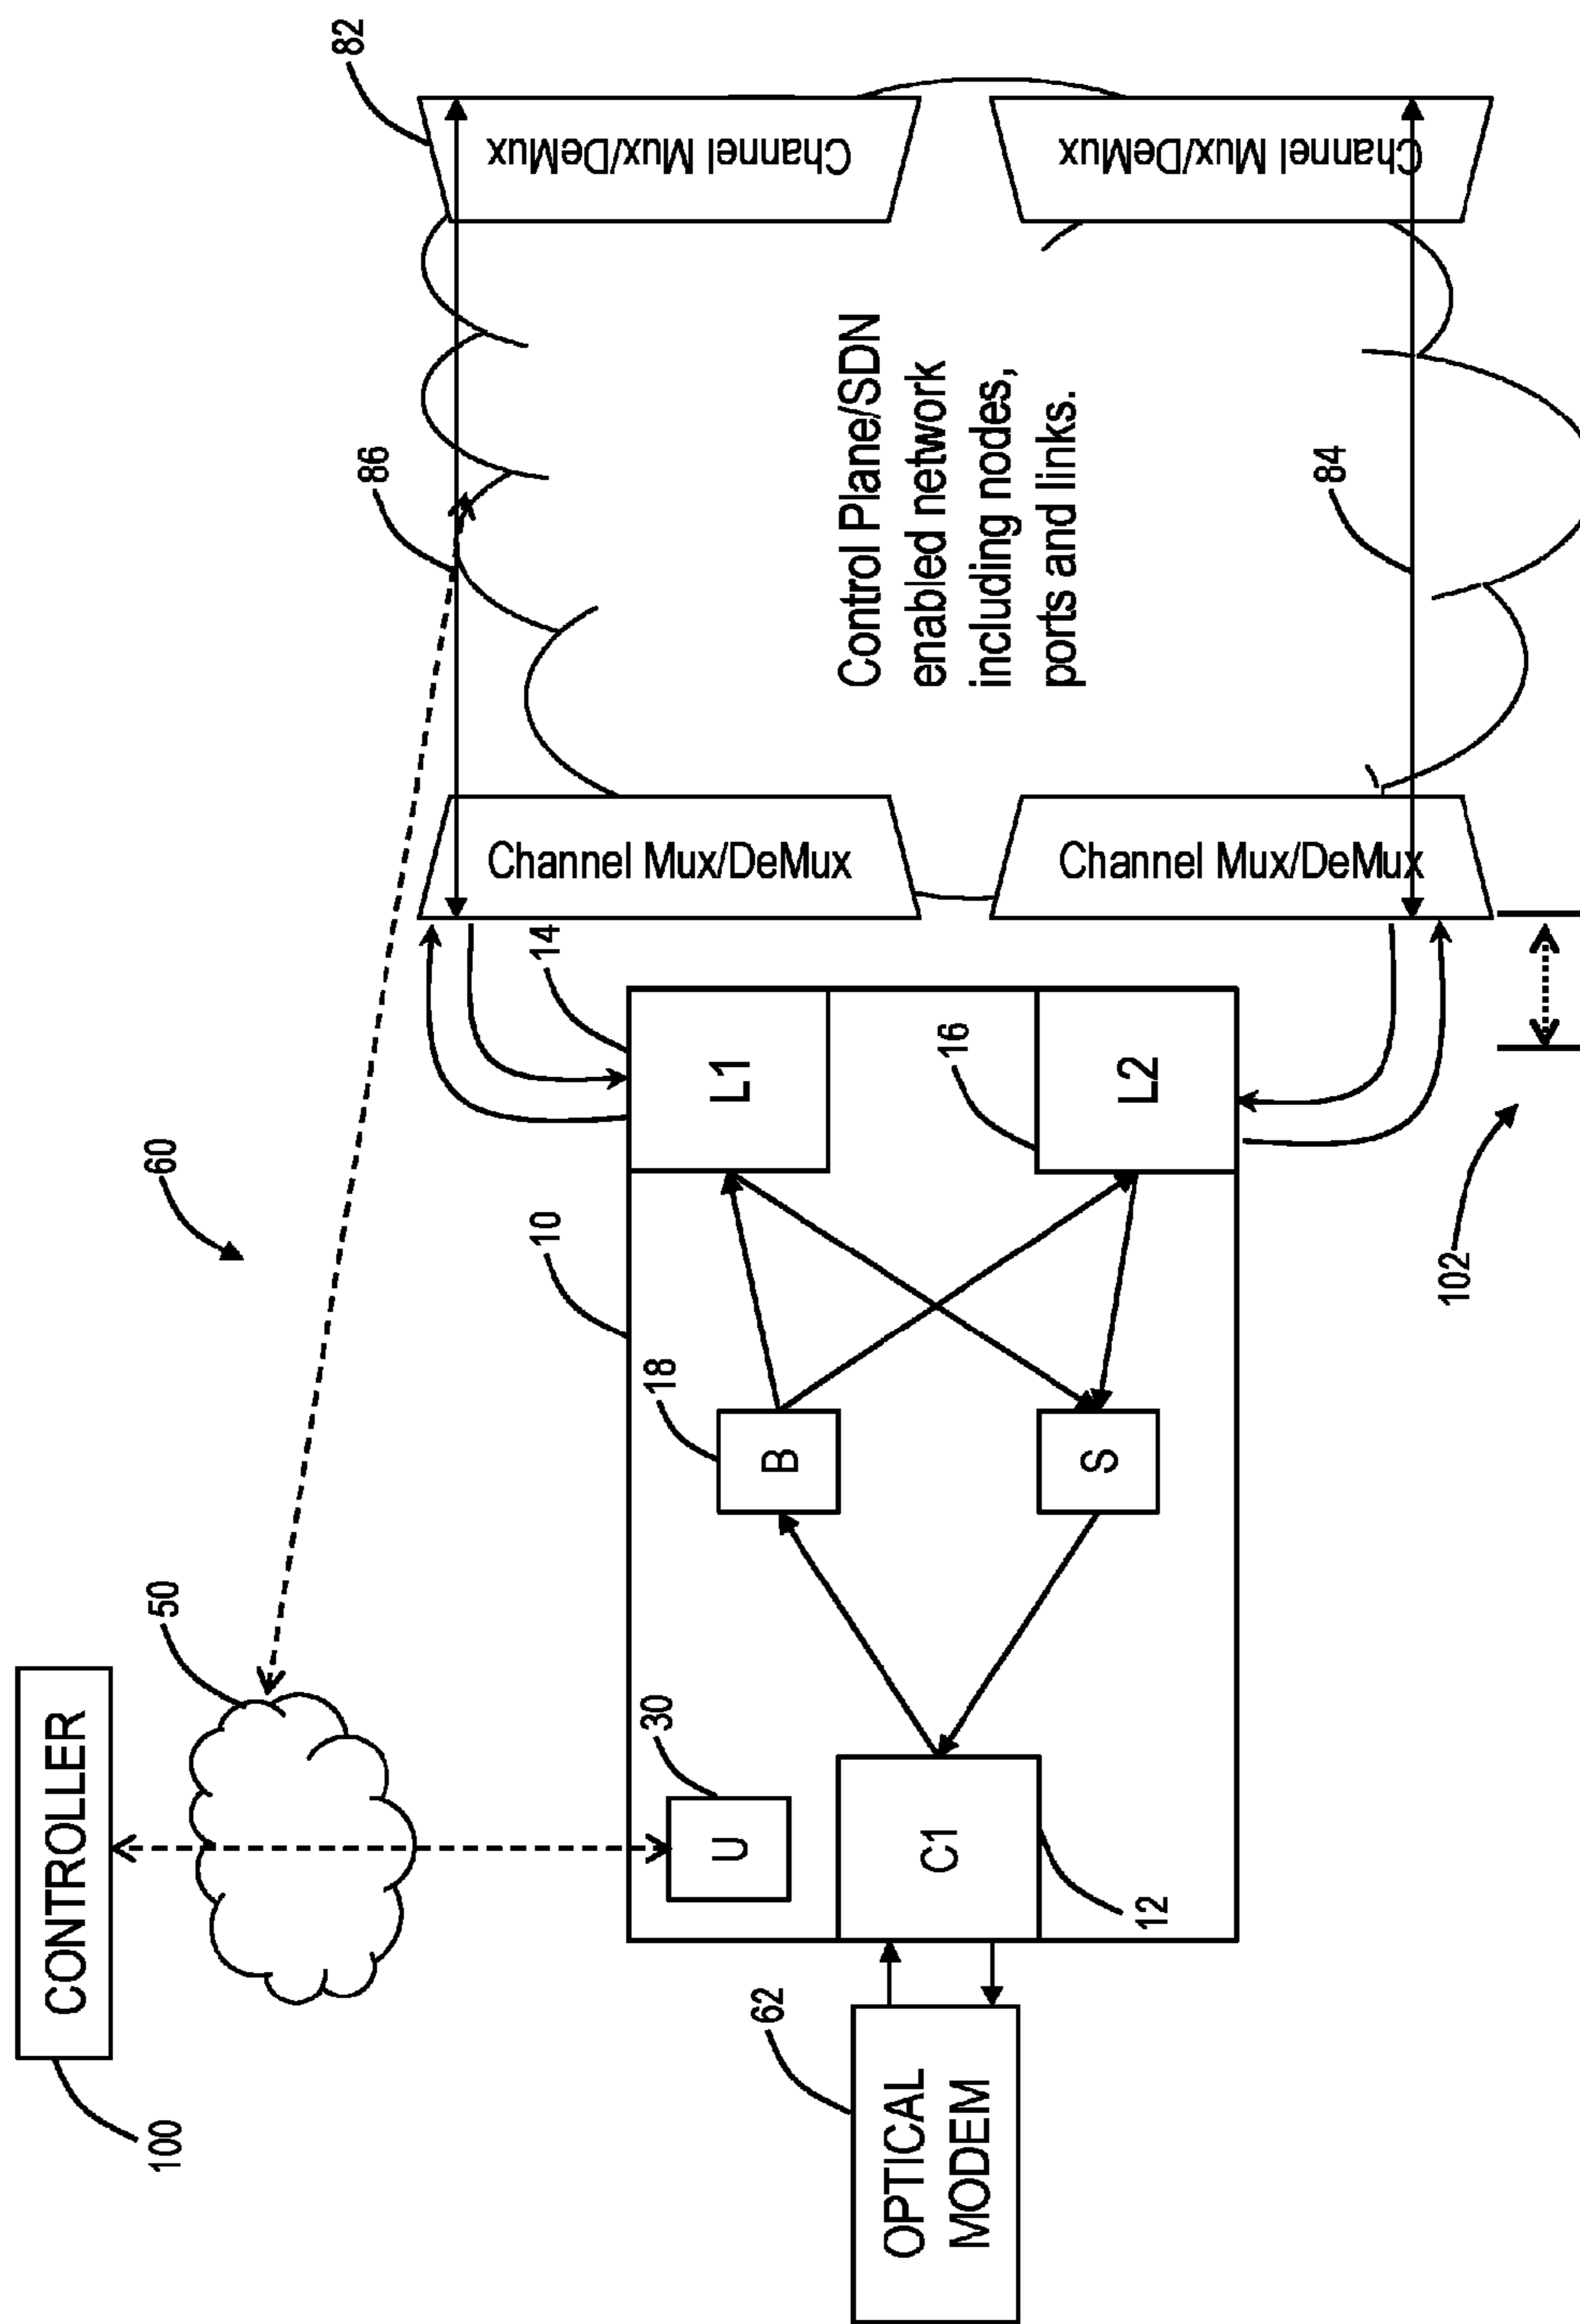 CONTROLLER
100
50
60
82
86
Channel Mux/DeMux
Channel Mux/DeMux
Control Plane/SDN
enabled network
including nodes,
ports and links.
84
Channel Mux/DeMux
Channel Mux/DeMux
14
L1
16
L2
10
18
B
S
30
U
C1
12
62
OPTICAL
MODEM
102